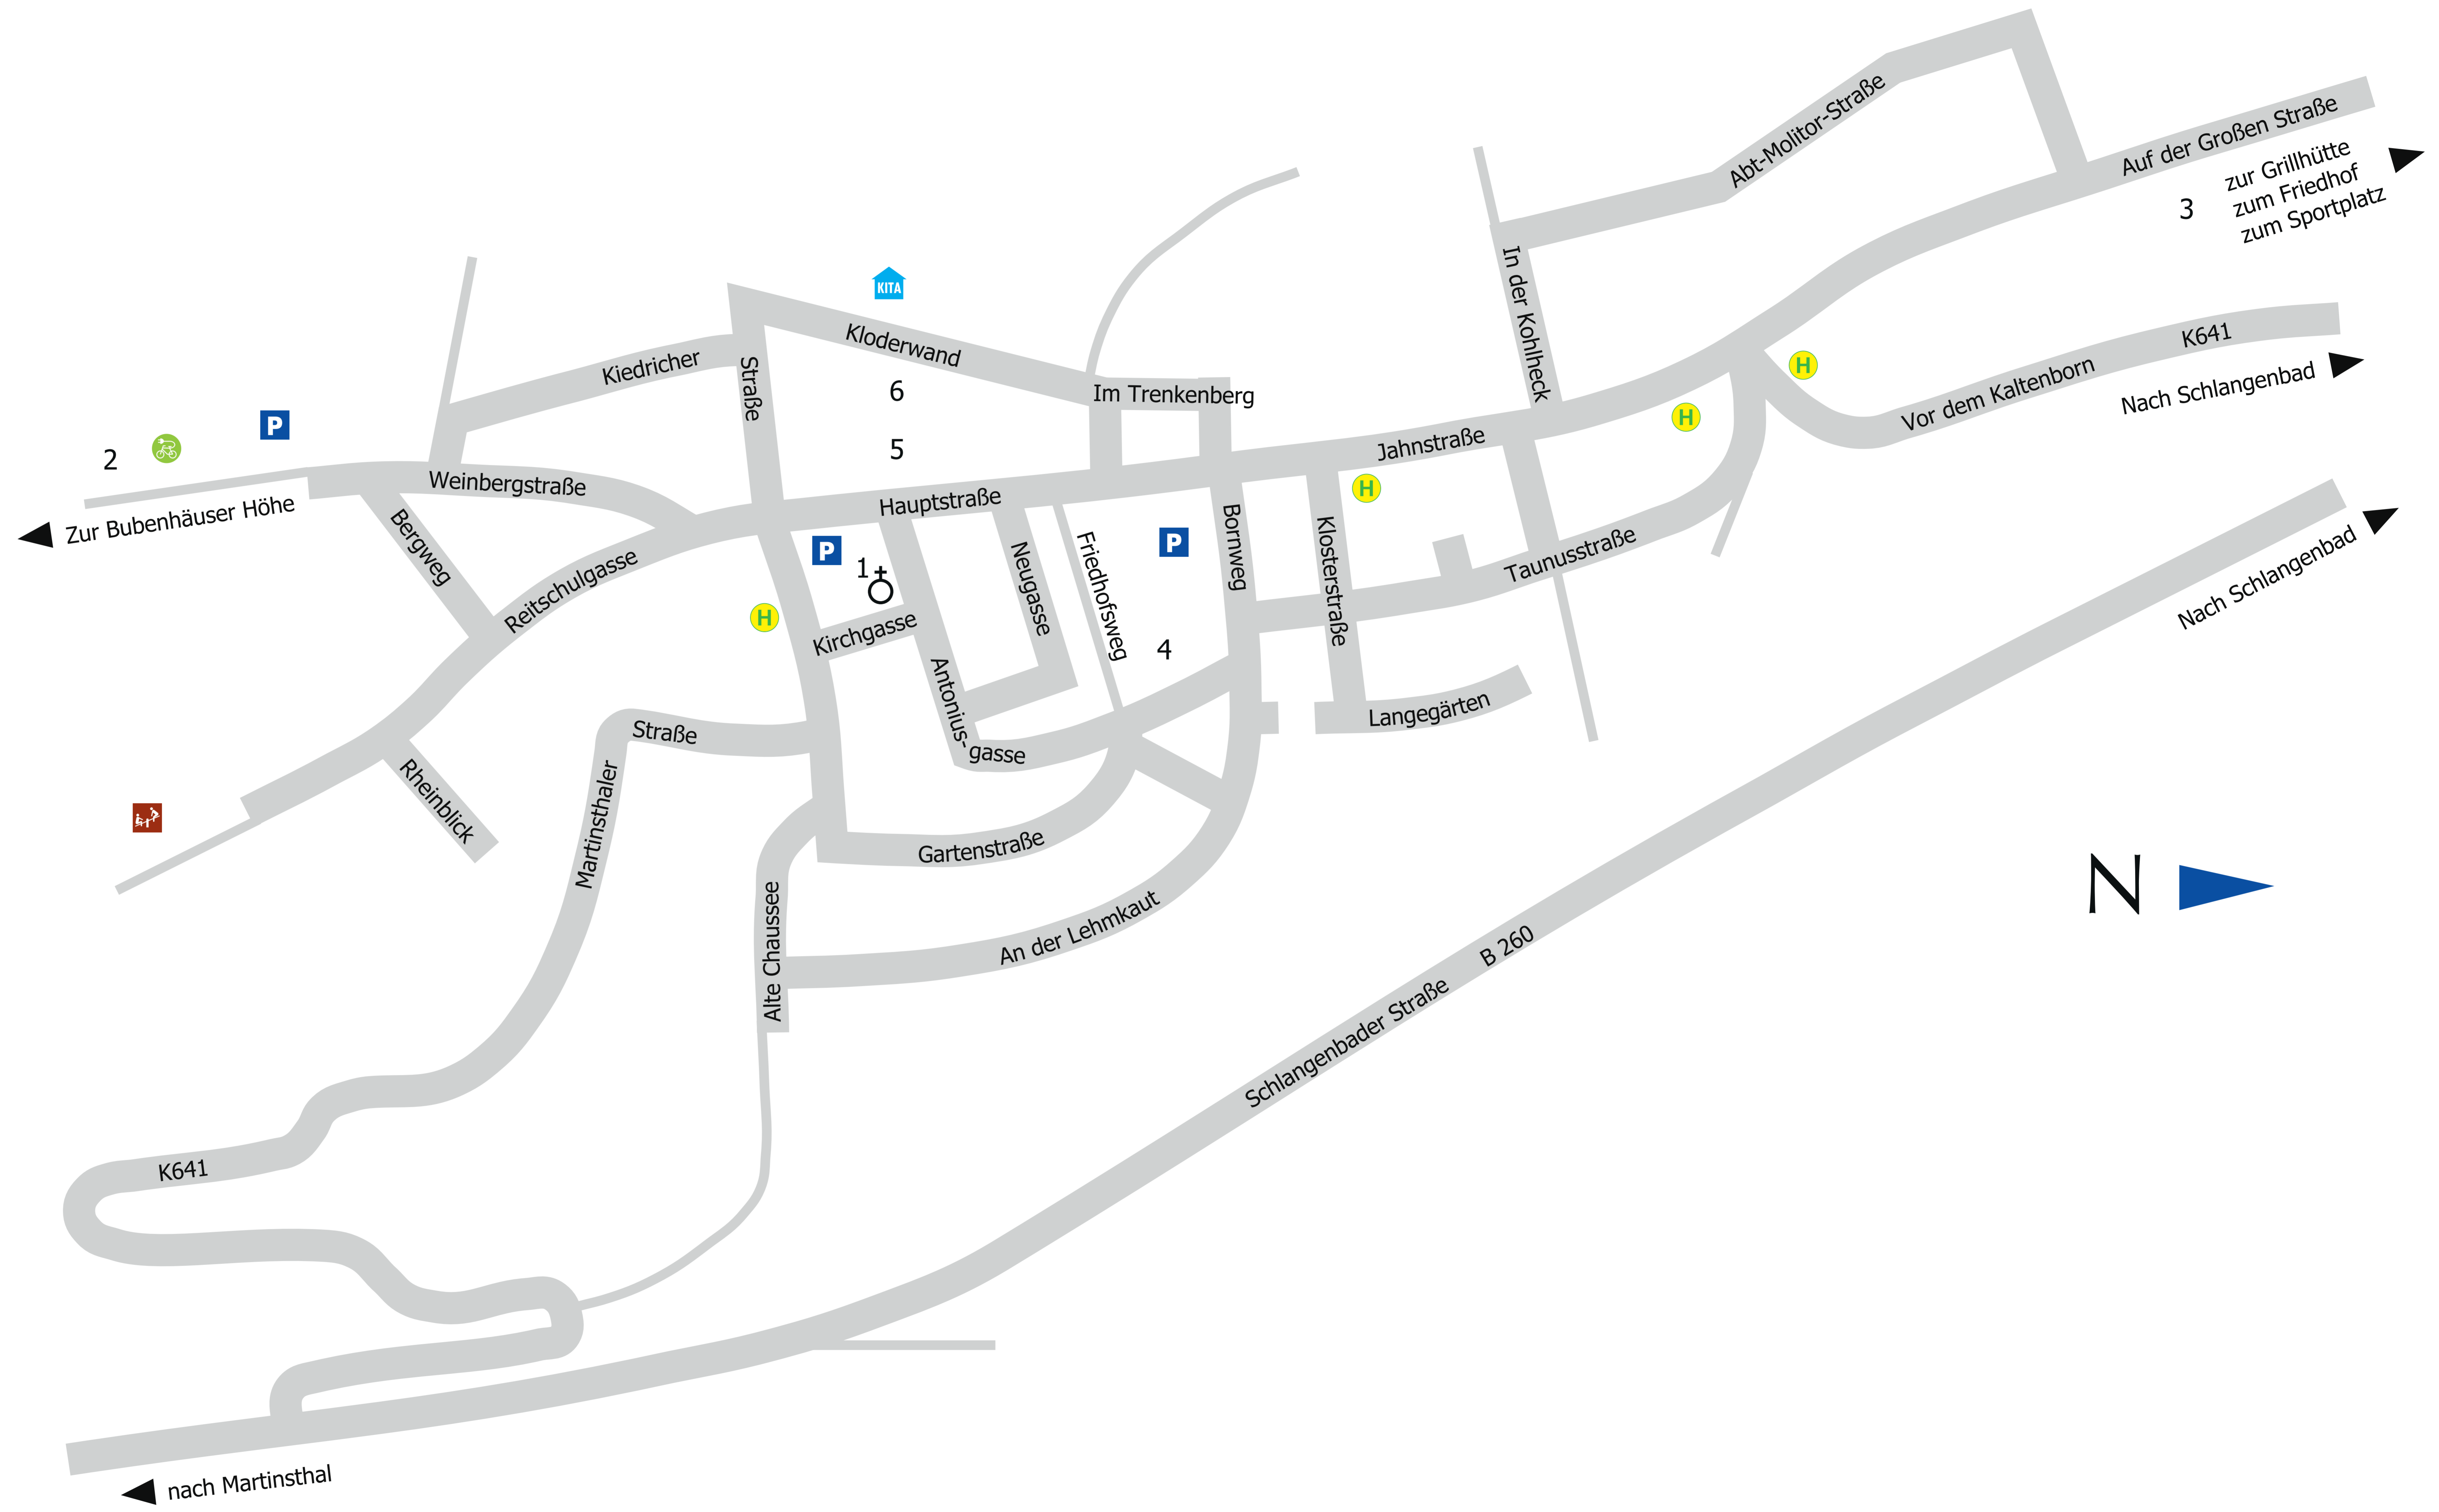 Abt-Molitor-Straße
Auf der Großen Straße
zur Grillhütte
zum Friedhof
zum Sportplatz
3
In der Kohlheck
KITA
Kloderwand
Kiedricher
Straße
6
Im Trenkenberg
5
K641
Vor dem Kaltenborn
Nach Schlangenbad
H
H
P
2
Weinbergstraße
Zur Bubenhäuser Höhe
Jahnstraße
H
Hauptstraße
Bergweg
Reitschulgasse
P
1
H
Kirchgasse
Antonius-
gasse
Neugasse
Friedhofsweg
P
4
Bornweg
Klosterstraße
Taunusstraße
Langegärten
Nach Schlangenbad
Straße
Martinsthaler
Rheinblick
Gartenstraße
Alte Chaussee
An der Lehmkaut
N
B 260
Schlangenbader Straße
K641
nach Martinsthal